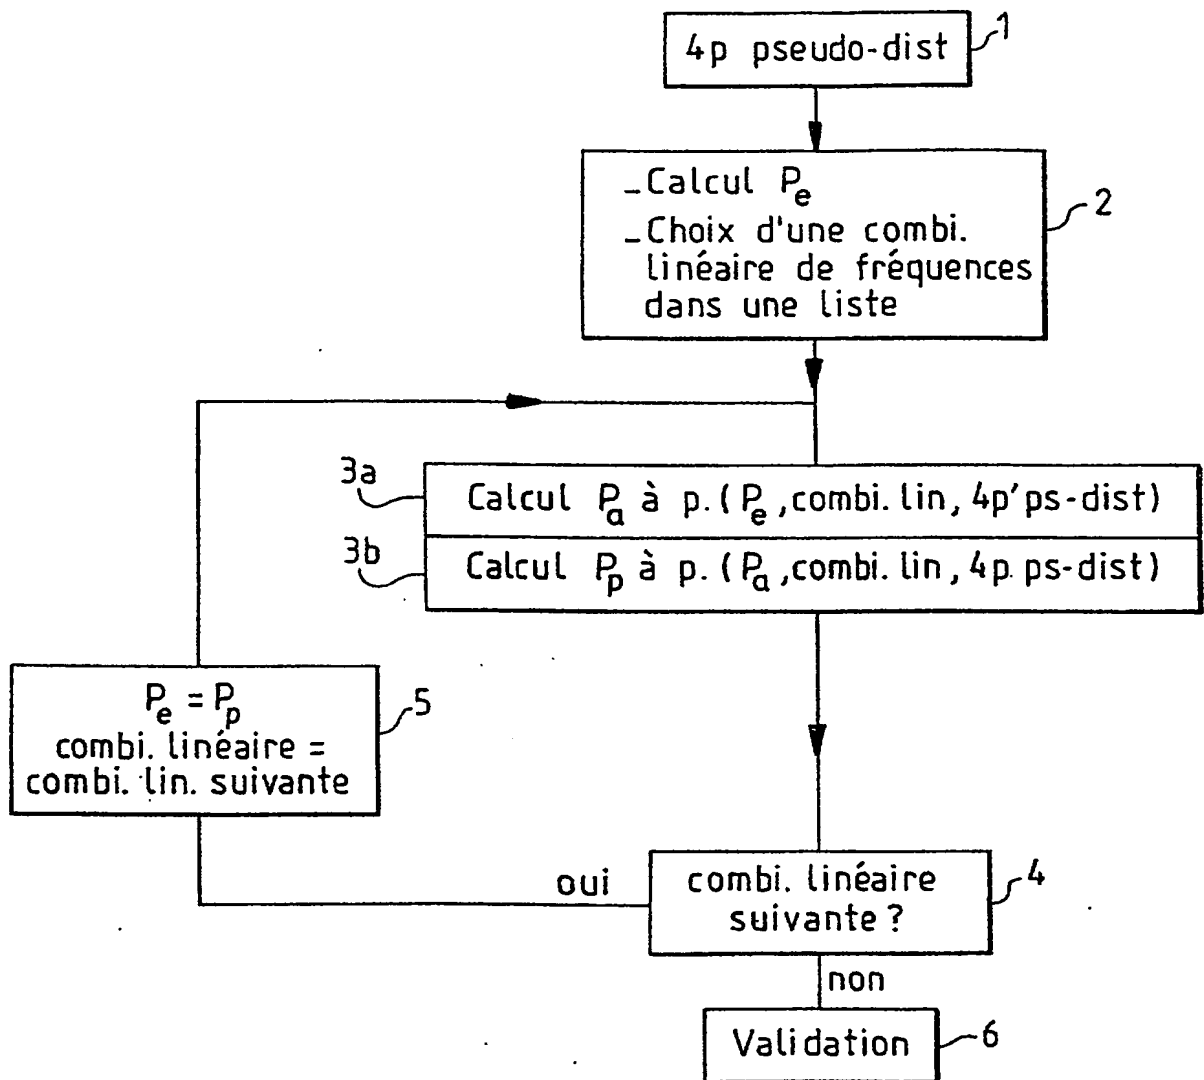 4p pseudo-dist
1
-Calcul Pe
-Choix d'une combi.
linéaire de fréquences
dans une liste
2
3a
Calcul Pa à p. (Pe, combi. lin, 4p' ps-dist)
3b
Calcul Pp à p. (Pa, combi. lin, 4p. ps-dist)
Pe = Pp
combi. linéaire =
combi. lin. suivante
5
oui
combi. linéaire
suivante ?
4
non
Validation
6